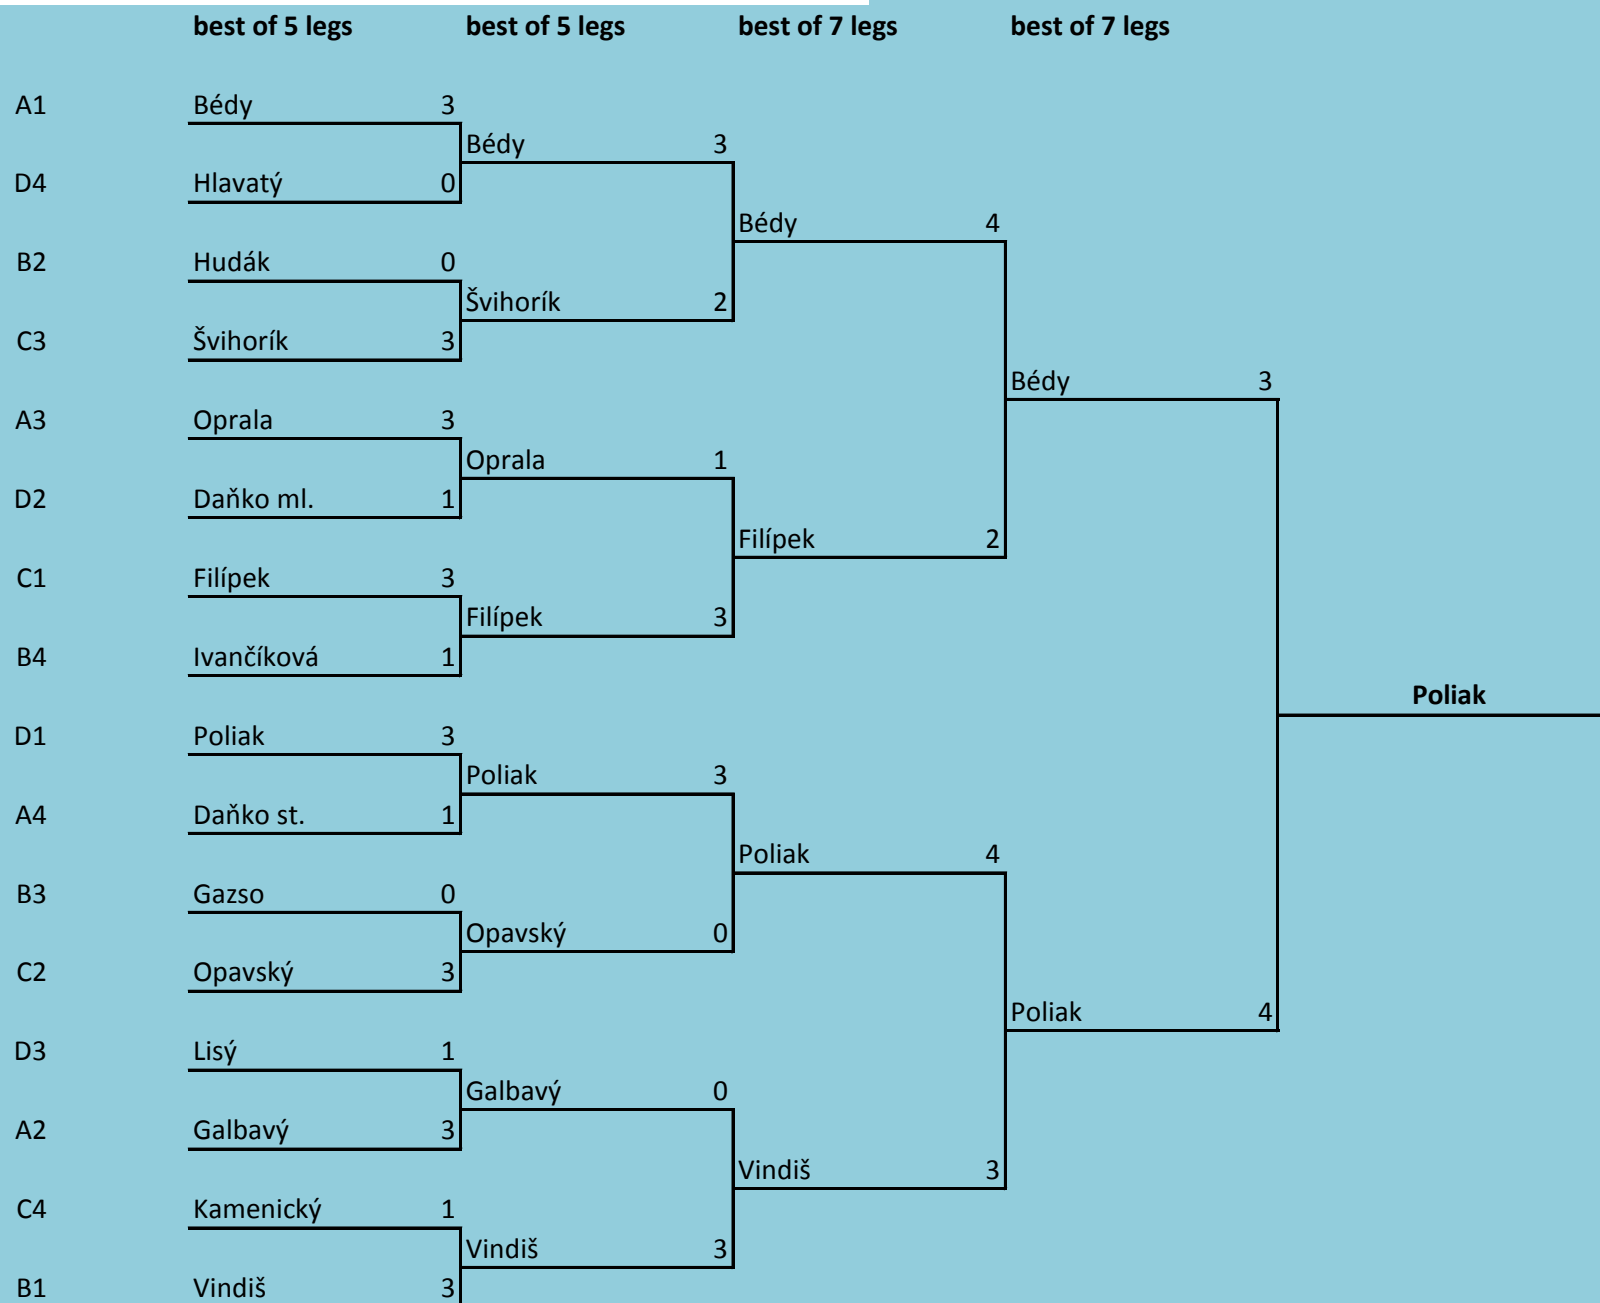 best of 5 legs best of 5 legs best of 7 legs best of 7 legs
A1 Bédy 3
Bédy 3
D4 Hlavatý 0
Bédy 4
B2 Hudák 0
Švihorík 2
C3 Švihorík 3
Bédy 3
A3 Oprala 3
Oprala 1
D2 Daňko ml. 1
Filípek 2
C1 Filípek 3
Filípek 3
B4 Ivančíková 1
Poliak
D1 Poliak 3
Poliak 3
A4 Daňko st. 1
Poliak 4
B3 Gazso 0
Opavský 0
C2 Opavský 3
Poliak 4
D3 Lisý 1
Galbavý 0
A2 Galbavý 3
Vindiš 3
C4 Kamenický 1
Vindiš 3
B1 Vindiš 3